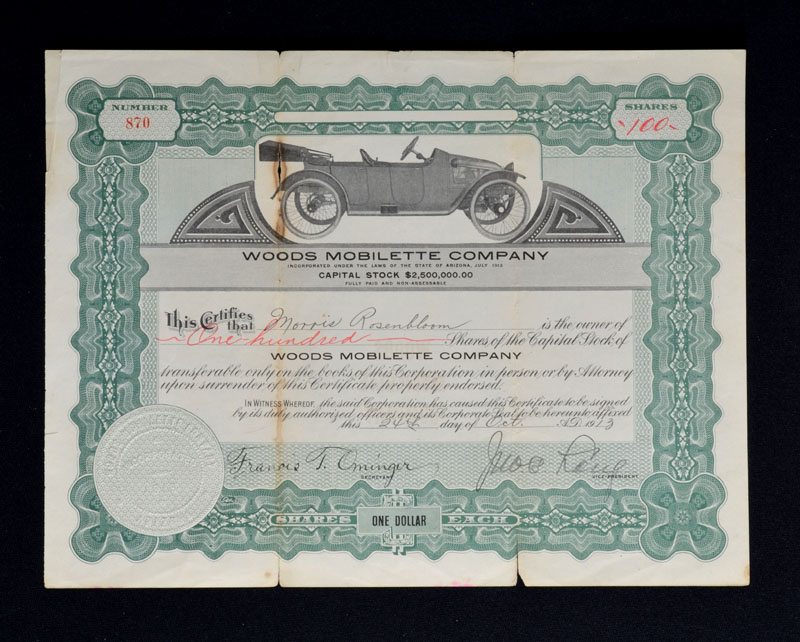 NUMBER
870
SHARES
100
WOODS MOBILETTE COMPANY
INCORPORATED UNDER THE LAWS OF THE STATE OF ARIZONA, JULY 1913
CAPITAL STOCK $2,500,000.00
FULLY PAID AND NON-ASSESSABLE
This Certifies that Morris Rosenbloom is the owner of
One hundred Shares of the Capital Stock of
WOODS MOBILETTE COMPANY
transferable only on the books of this Corporation in person or by Attorney
upon surrender of this Certificate properly endorsed.
IN WITNESS WHEREOF, the said Corporation has caused this Certificate to be signed
by its duly authorized officers and its Corporate Seal to be hereunto affixed
this 24th day of Oct. A.D. 1913
Francis T.
SECRETARY
VICE-PRESIDENT
SHARES ONE DOLLAR EACH